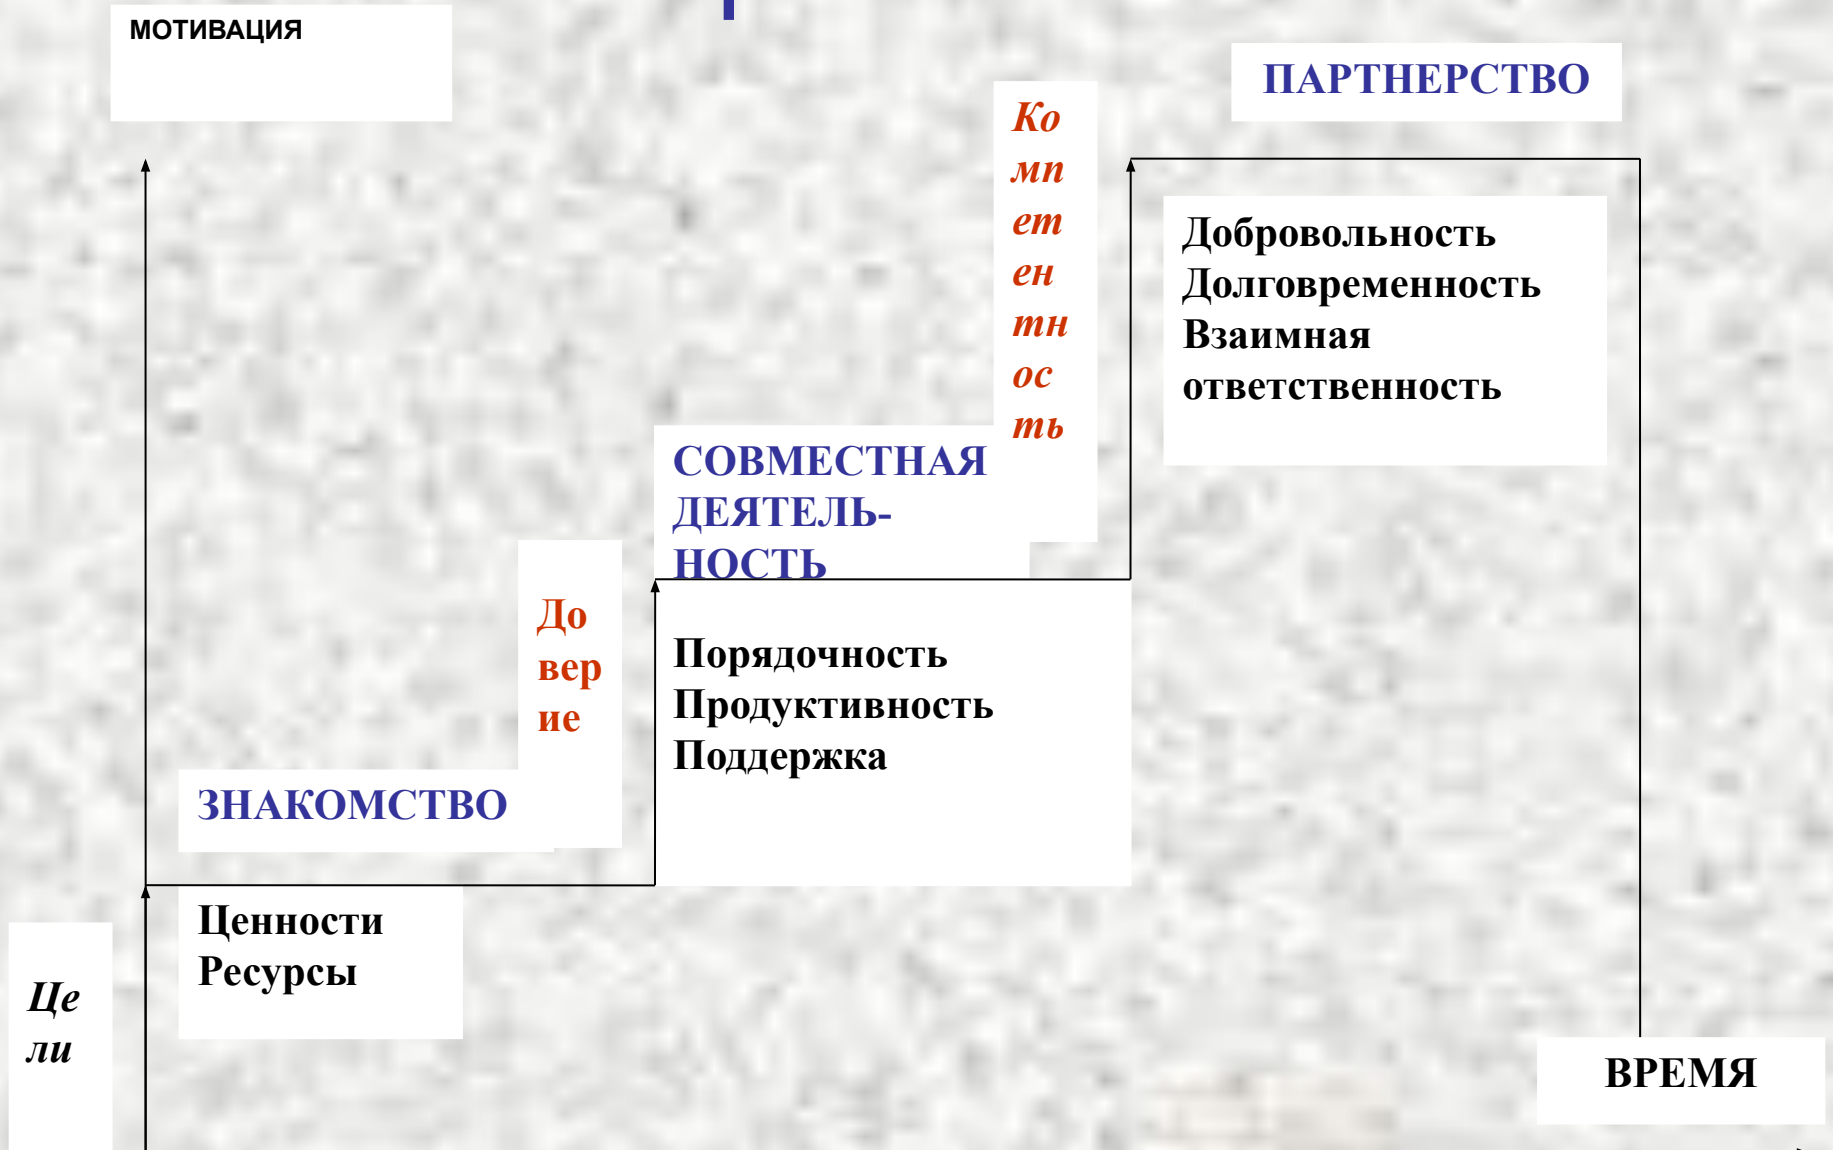 МОТИВАЦИЯ
ПАРТНЕРСТВО
Ко
мп
ет
ен
тн
ос
ть
Добровольность
Долговременность
Взаимная
ответственность
СОВМЕСТНАЯ
ДЕЯТЕЛЬ-
НОСТЬ
До
вер
ие
Порядочность
Продуктивность
Поддержка
ЗНАКОМСТВО
Ценности
Ресурсы
Це
ли
ВРЕМЯ